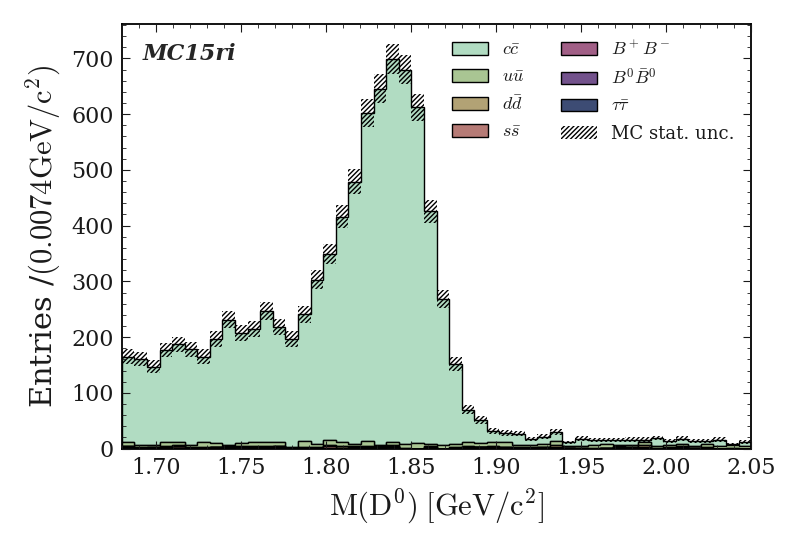 MC15ri
cc̄
uū
dd̄
ss̄
B⁺B⁻
B⁰B̄⁰
ττ̄
MC stat. unc.
Entries /(0.0074GeV/c²)
700
600
500
400
300
200
100
0
1.70 1.75 1.80 1.85 1.90 1.95 2.00 2.05
M(D⁰) [GeV/c²]